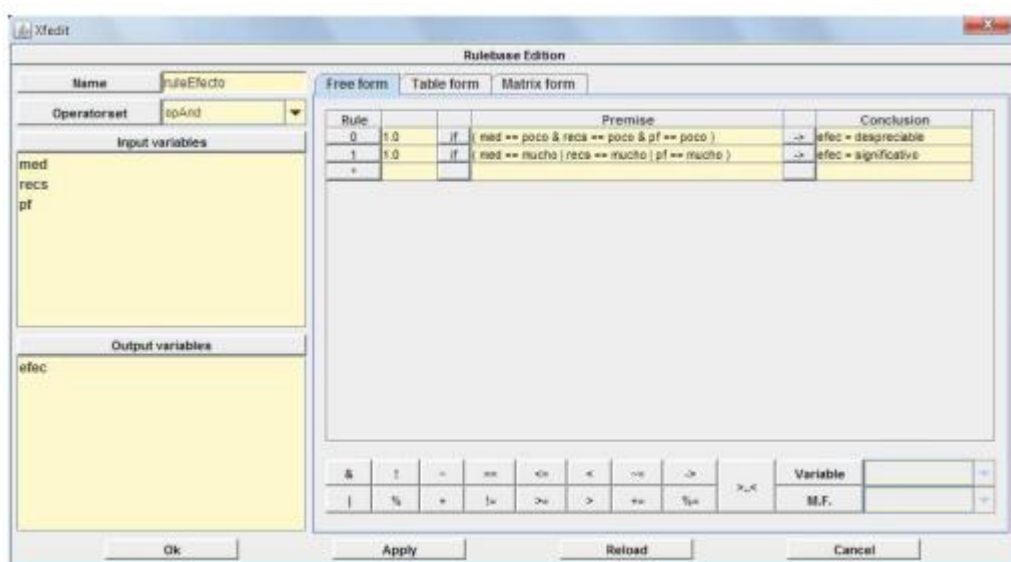 Xfedit
Rulebase Edition
Name ruleEfecto
Operatorset opAnd
Input variables
med
recs
pf
Output variables
efec
Free form Table form Matrix form
Rule Premise Conclusion
0 1.0 if ( med == poco & recs == poco & pf == poco ) -> efec = despreciable
1 1.0 if ( med == mucho | recs == mucho | pf == mucho ) -> efec = significativo
& == <= < -> >..< Variable
| % + != >= > += %= M.F.
Ok Apply Reload Cancel